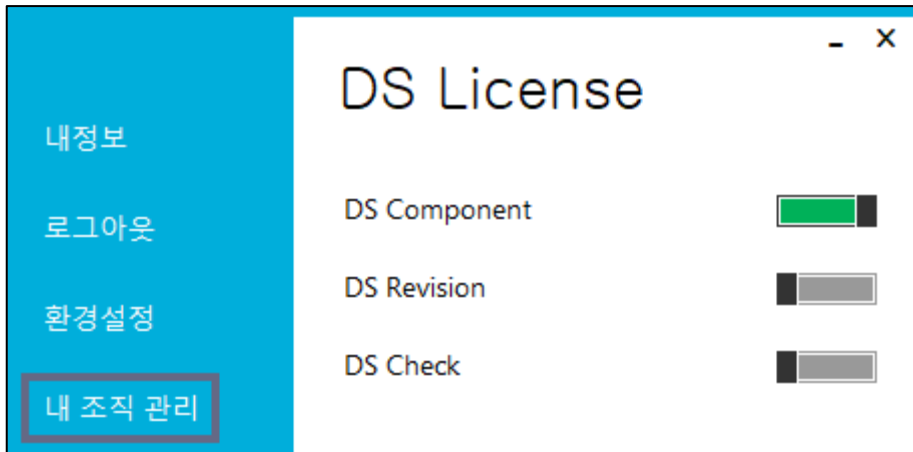 내정보
로그아웃
환경설정
내 조직 관리
DS License
DS Component
DS Revision
DS Check